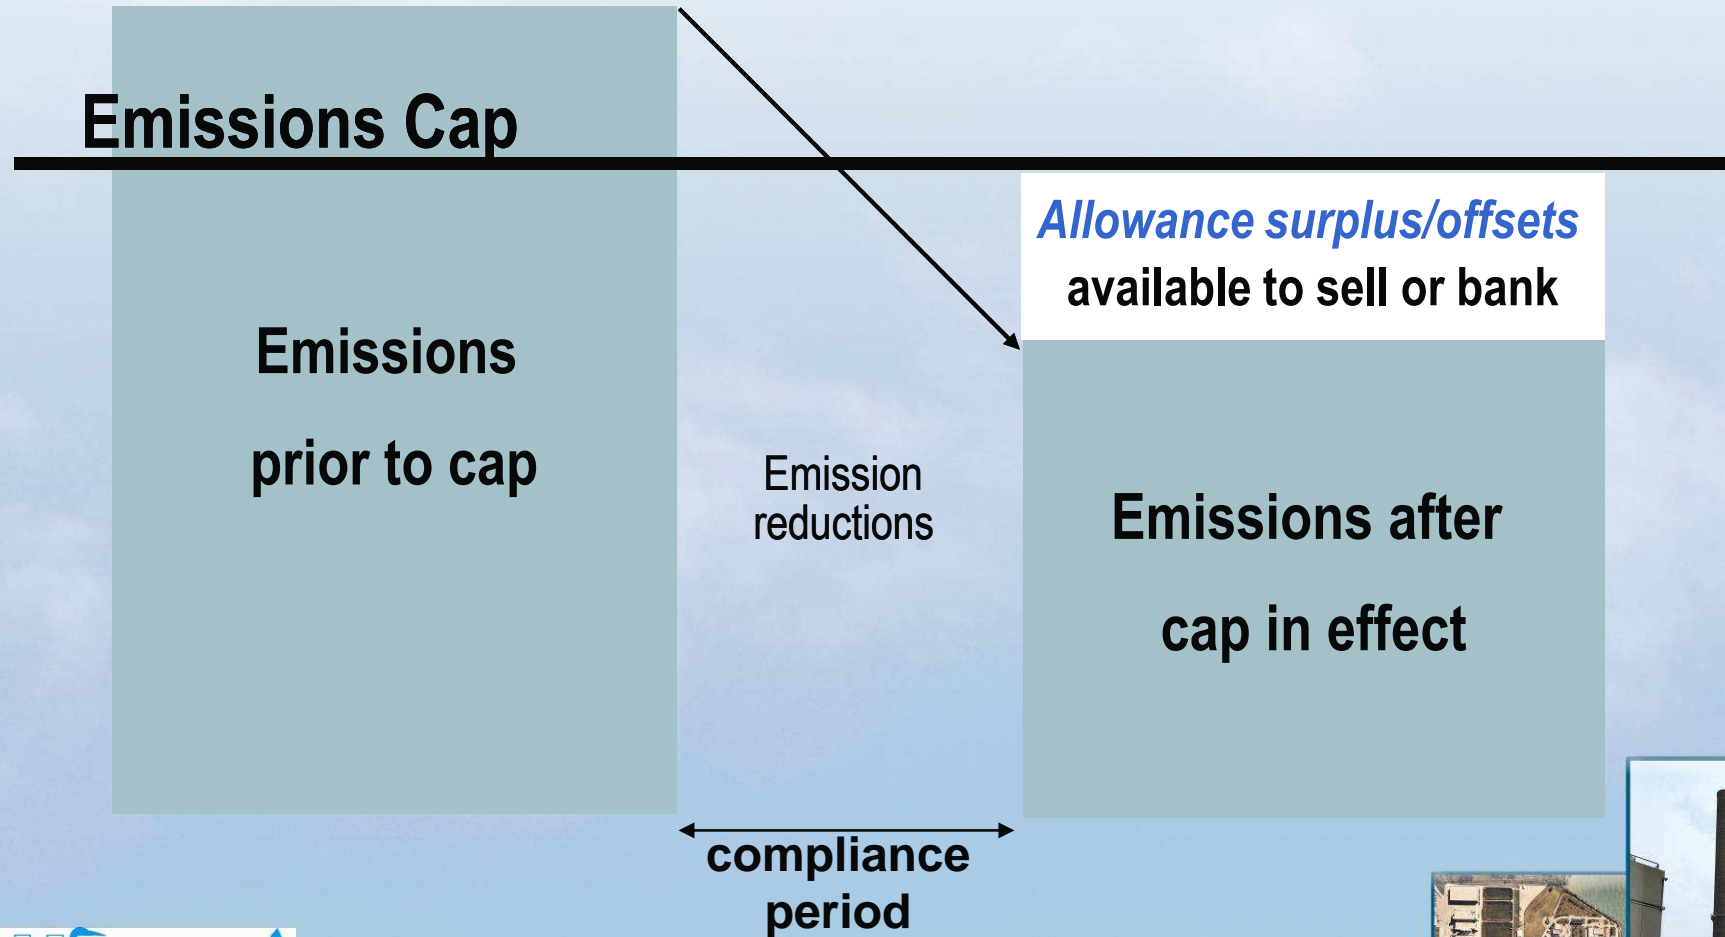 Emissions Cap
Allowance surplus/offsets
available to sell or bank
Emissions
prior to cap
Emission
reductions
Emissions after
cap in effect
compliance
period